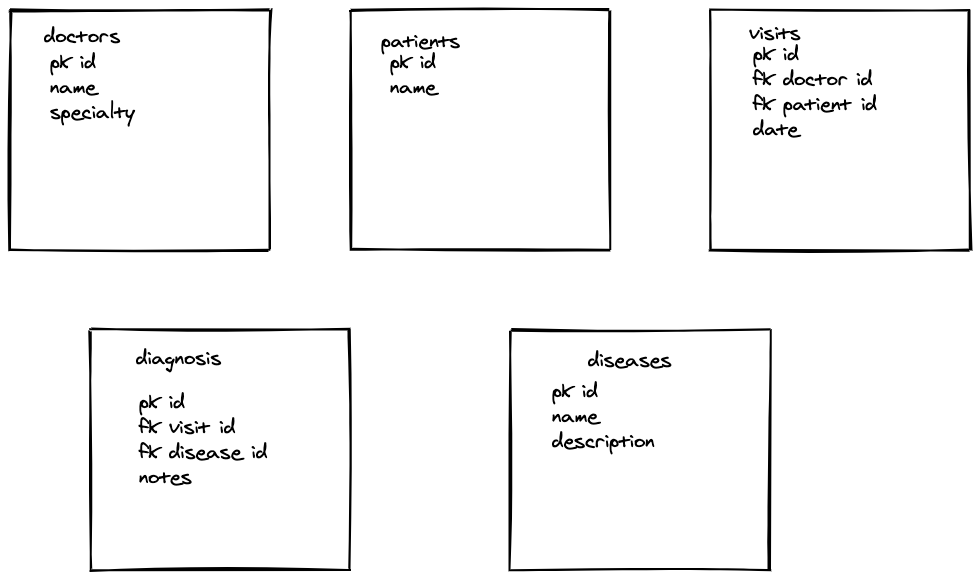 doctors
pk id
name
specialty
patients
pk id
name
visits
pk id
fk doctor id
fk patient id
date
diagnosis
pk id
fk visit id
fk disease id
notes
diseases
pk id
name
description